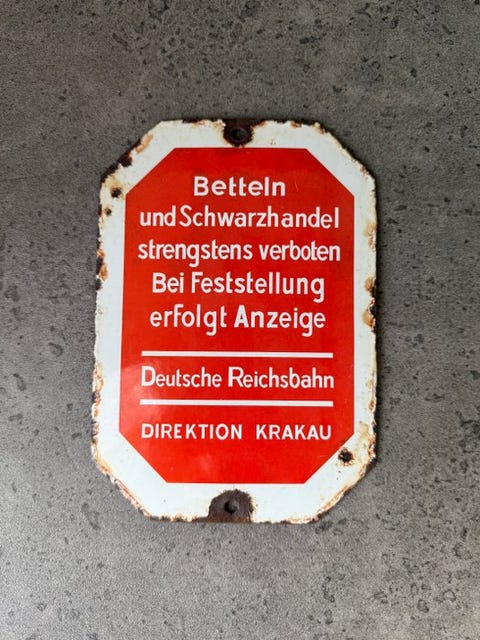 Betteln
und Schwarzhandel
strengstens verboten
Bei Feststellung
erfolgt Anzeige
Deutsche Reichsbahn
DIREKTION KRAKAU